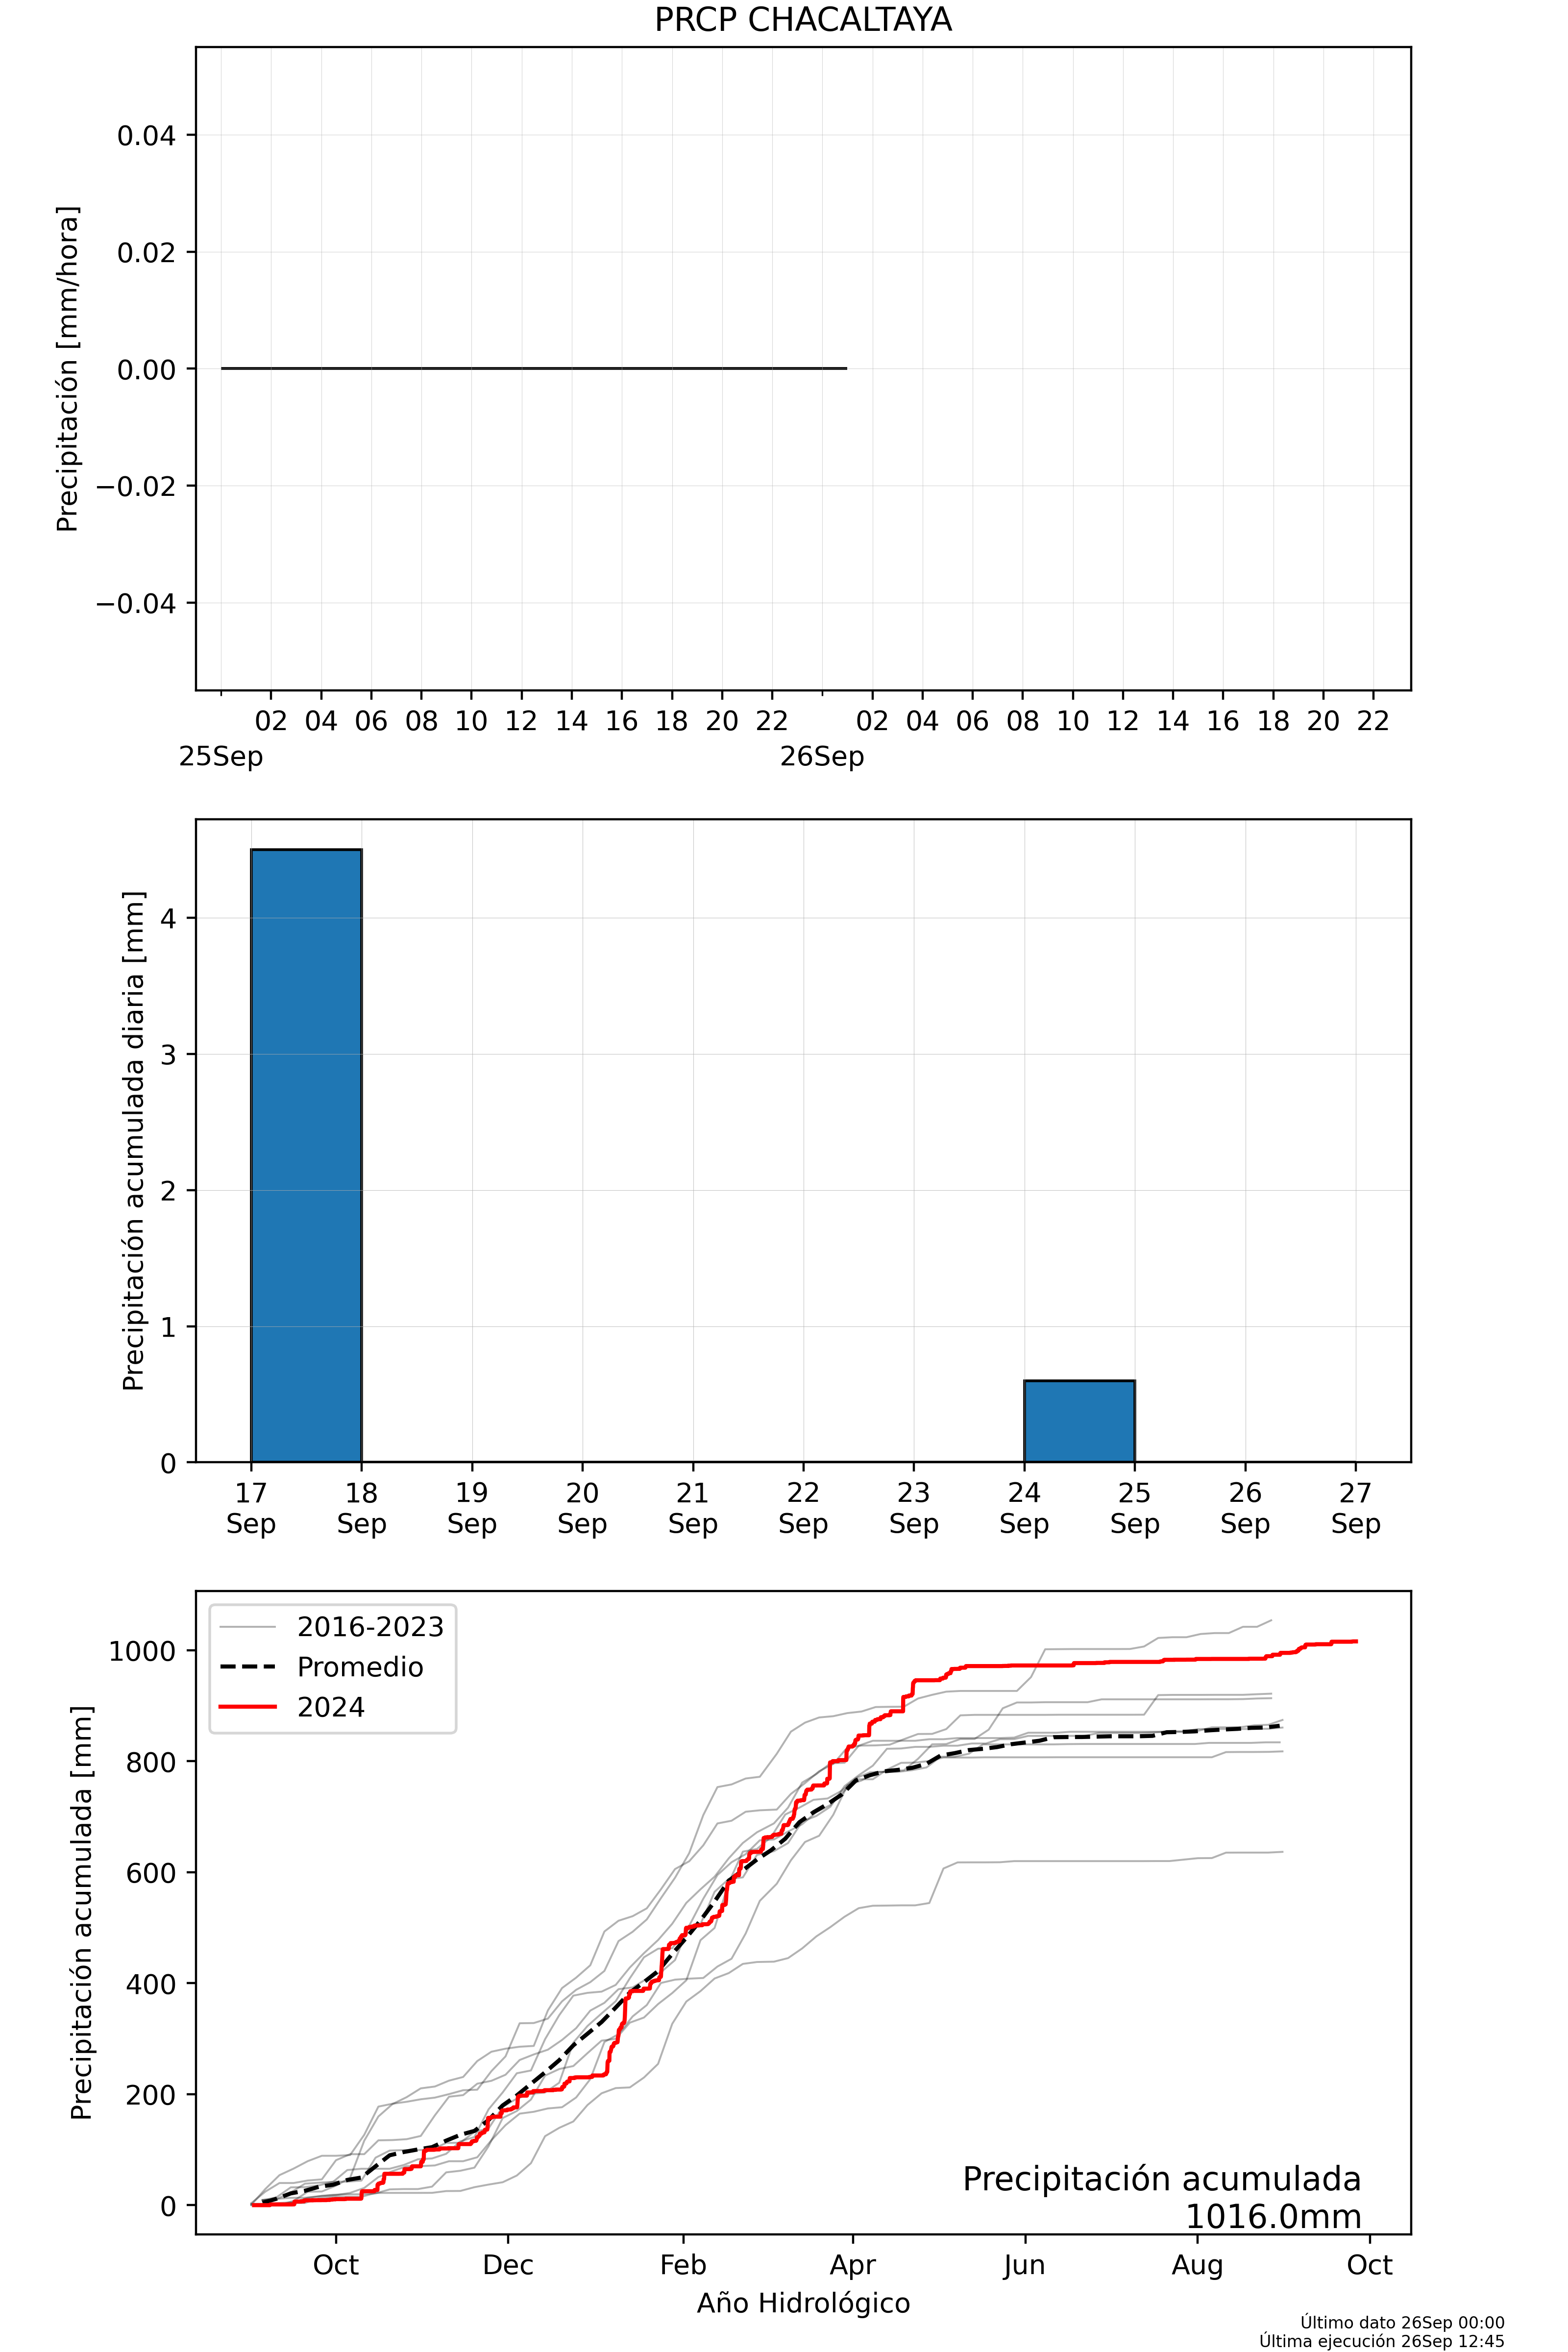 PRCP CHACALTAYA
Precipitación [mm/hora]
0.04
0.02
0.00
−0.02
−0.04
02 04 06 08 10 12 14 16 18 20 22 02 04 06 08 10 12 14 16 18 20 22
25Sep 26Sep
Precipitación acumulada diaria [mm]
4
3
2
1
0
17 18 19 20 21 22 23 24 25 26 27
Sep Sep Sep Sep Sep Sep Sep Sep Sep Sep Sep
Precipitación acumulada [mm]
1000
800
600
400
200
0
2016-2023
Promedio
2024
Precipitación acumulada
1016.0mm
Oct Dec Feb Apr Jun Aug Oct
Año Hidrológico
Último dato 26Sep 00:00
Última ejecución 26Sep 12:45